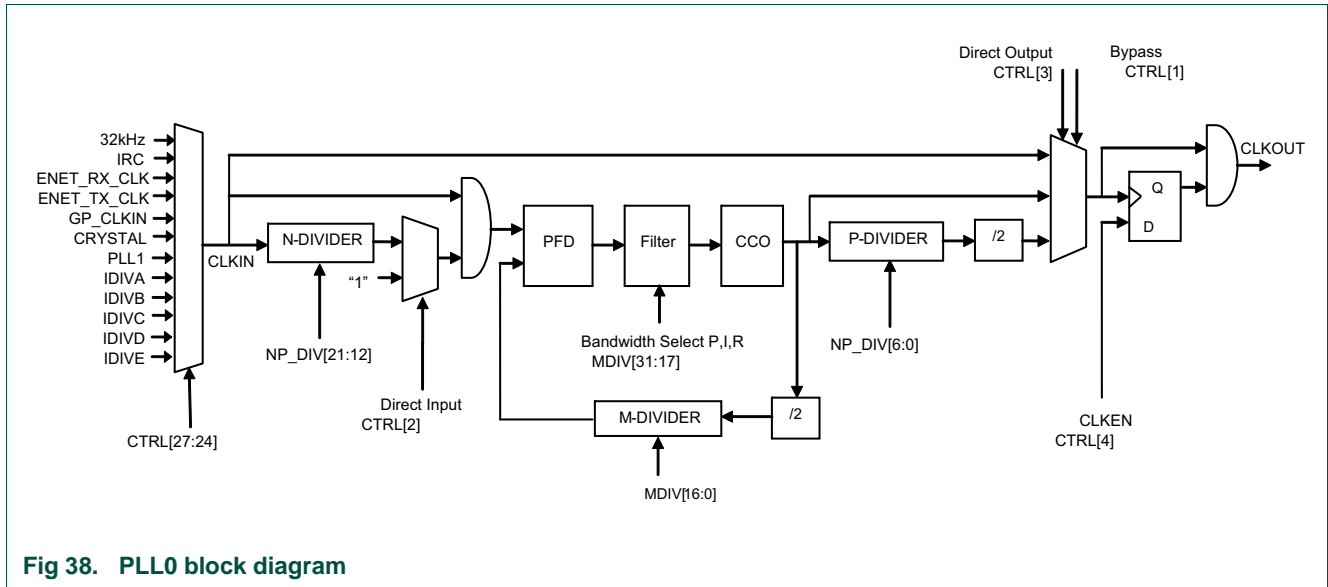 Direct Output
CTRL[3]
Bypass
CTRL[1]
32kHz
IRC
ENET_RX_CLK
ENET_TX_CLK
GP_CLKIN
CRYSTAL
PLL1
IDIVA
IDIVB
IDIVC
IDIVD
IDIVE
CTRL[27:24]
CLKIN
N-DIVIDER
NP_DIV[21:12]
"1"
Direct Input
CTRL[2]
PFD
Filter
Bandwidth Select P,I,R
MDIV[31:17]
CCO
P-DIVIDER
NP_DIV[6:0]
/2
/2
M-DIVIDER
MDIV[16:0]
Q
D
CLKOUT
CLKEN
CTRL[4]
Fig 38. PLL0 block diagram